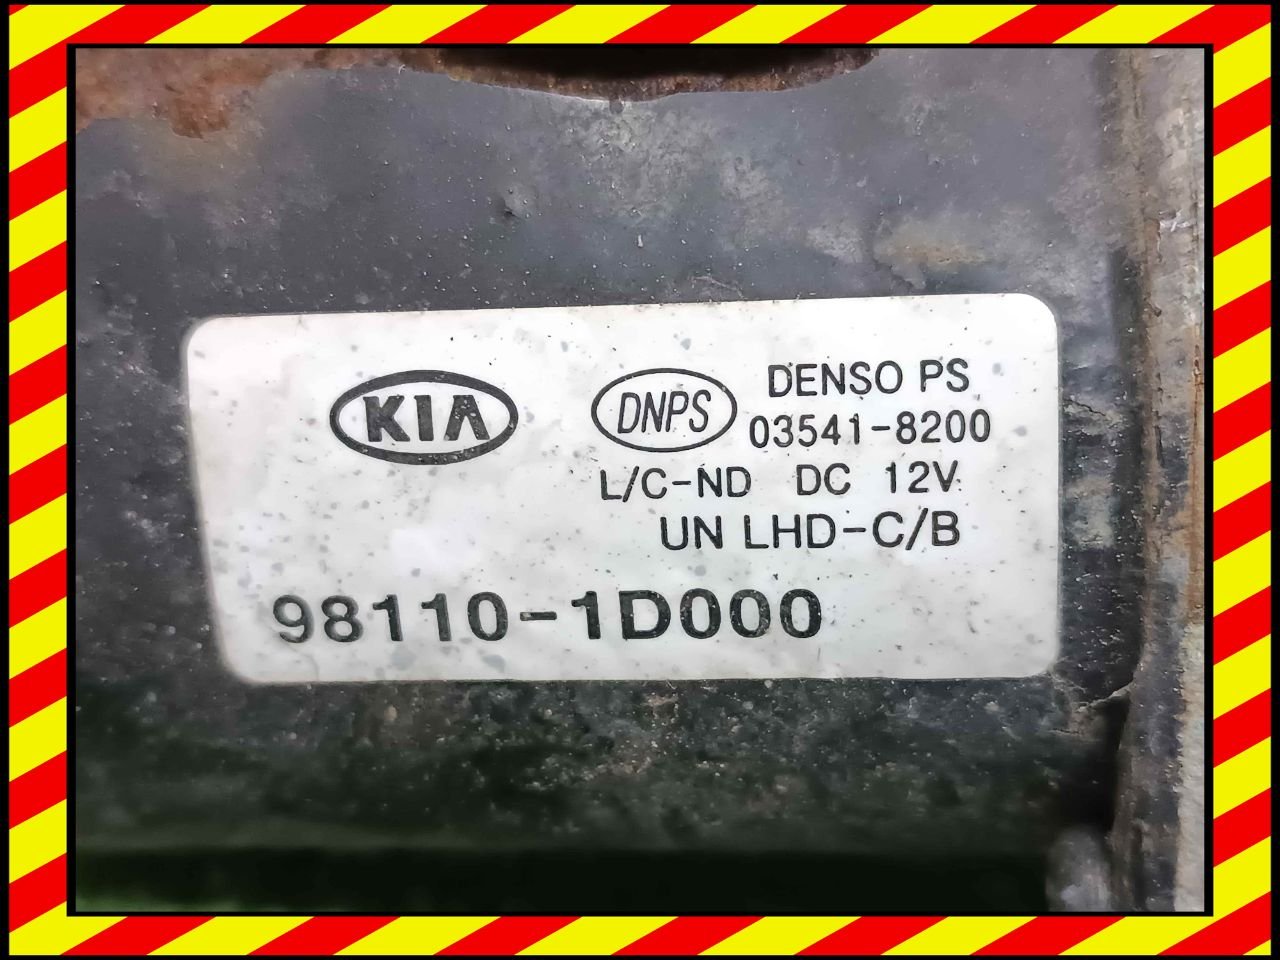 KIA
DNPS
DENSO PS
03541-8200
L/C-ND DC 12V
UN LHD-C/B
98110-1D000